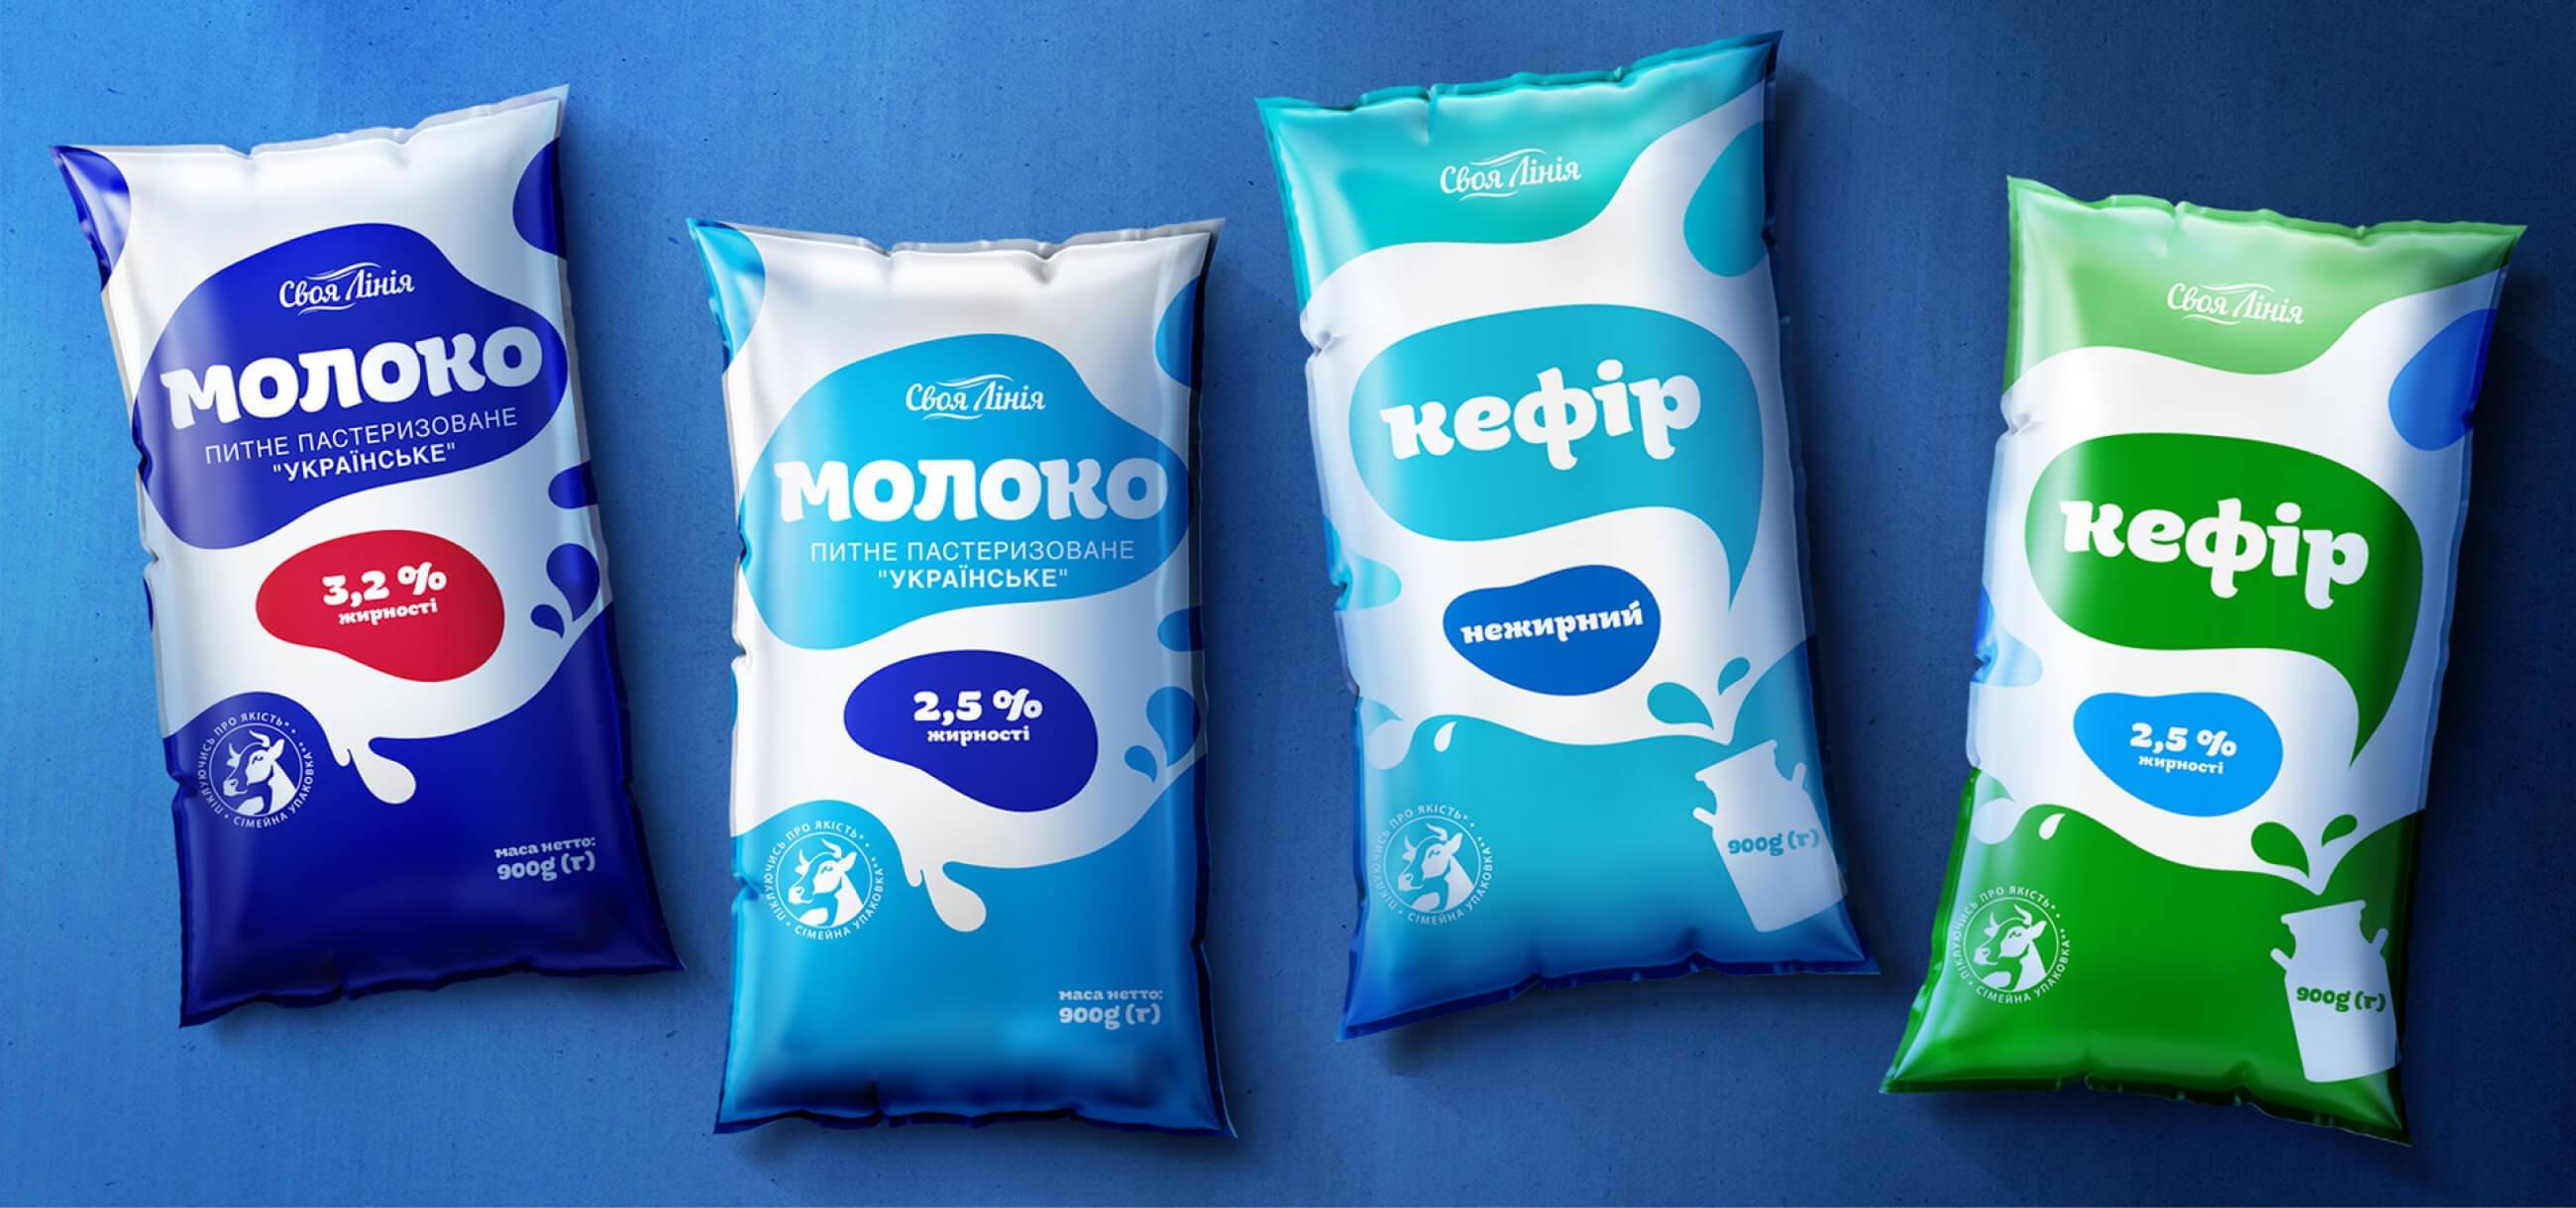 Своя Лінія
молоко
ПИТНЕ ПАСТЕРИЗОВАНЕ
"УКРАЇНСЬКЕ"
3,2 %
жирності
ПІКЛУЮЧИСЬ ПРО ЯКІСТЬ
СІМЕЙНА УПАКОВКА
маса нетто:
900g (г)
Своя Лінія
молоко
ПИТНЕ ПАСТЕРИЗОВАНЕ
"УКРАЇНСЬКЕ"
2,5 %
жирності
ПІКЛУЮЧИСЬ ПРО ЯКІСТЬ
СІМЕЙНА УПАКОВКА
маса нетто:
900g (г)
Своя Лінія
кефір
нежирний
ПІКЛУЮЧИСЬ ПРО ЯКІСТЬ
СІМЕЙНА УПАКОВКА
900g (г)
Своя Лінія
кефір
2,5 %
жирності
ПІКЛУЮЧИСЬ ПРО ЯКІСТЬ
СІМЕЙНА УПАКОВКА
900g (г)